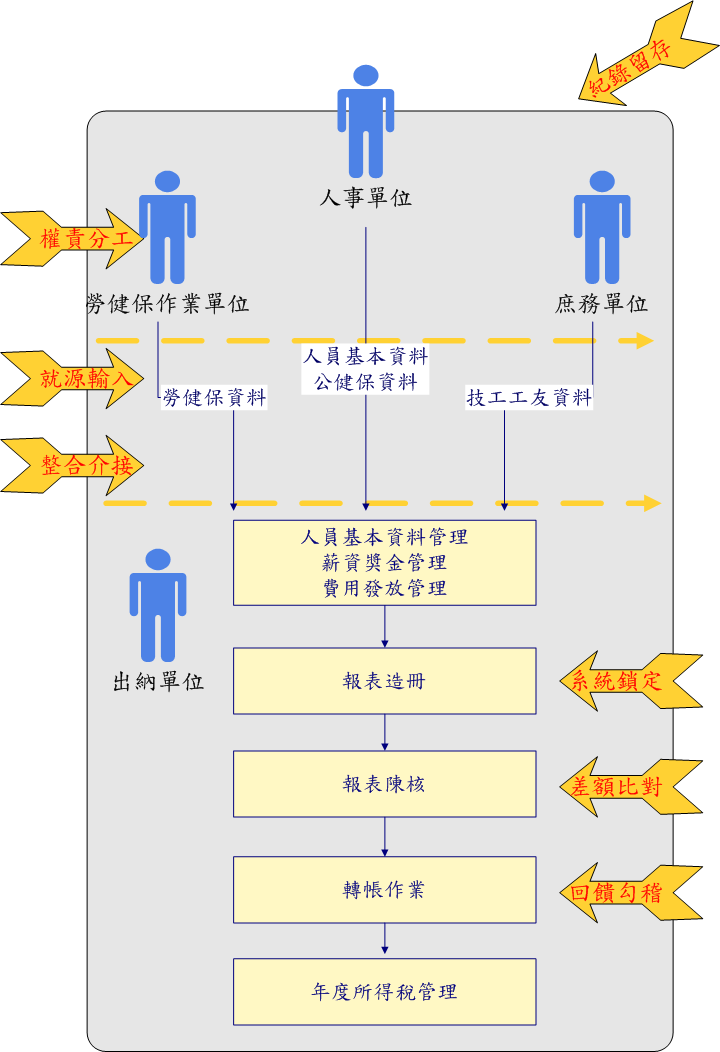 紀錄留存
人事單位
權責分工
勞健保作業單位
庶務單位
人員基本資料
公健保資料
就源輸入
勞健保資料
技工工友資料
整合介接
人員基本資料管理
薪資獎金管理
費用發放管理
出納單位
報表造冊
系統鎖定
報表陳核
差額比對
轉帳作業
回饋勾稽
年度所得稅管理